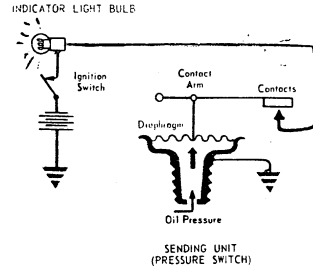 INDICATOR LIGHT BULB
Ignition
Switch
Contact
Arm
Contacts
Diaphragm
Oil Pressure
SENDING UNIT
(PRESSURE SWITCH)